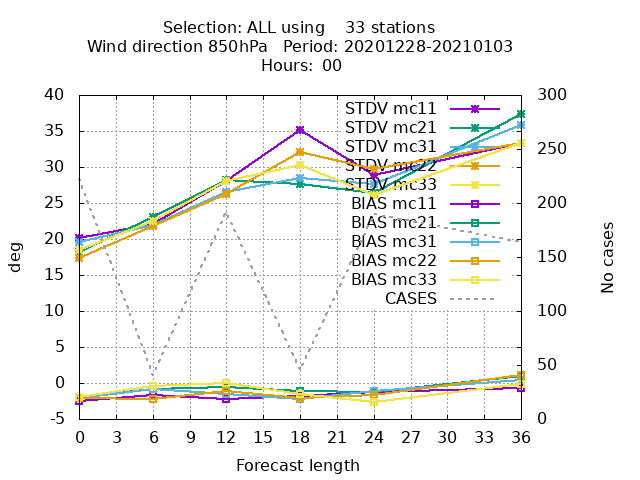 Selection: ALL using    33 stations
Wind direction 850hPa   Period: 20201228-20210103
Hours: 00
40
35
30
25
20
15
10
5
0
-5
deg
300
250
200
150
100
50
0
No cases
STDV mc11
STDV mc21
STDV mc31
STDV mc22
STDV mc33
BIAS mc11
BIAS mc21
BIAS mc31
BIAS mc22
BIAS mc33
CASES
0 3 6 9 12 15 18 21 24 27 30 33 36
Forecast length